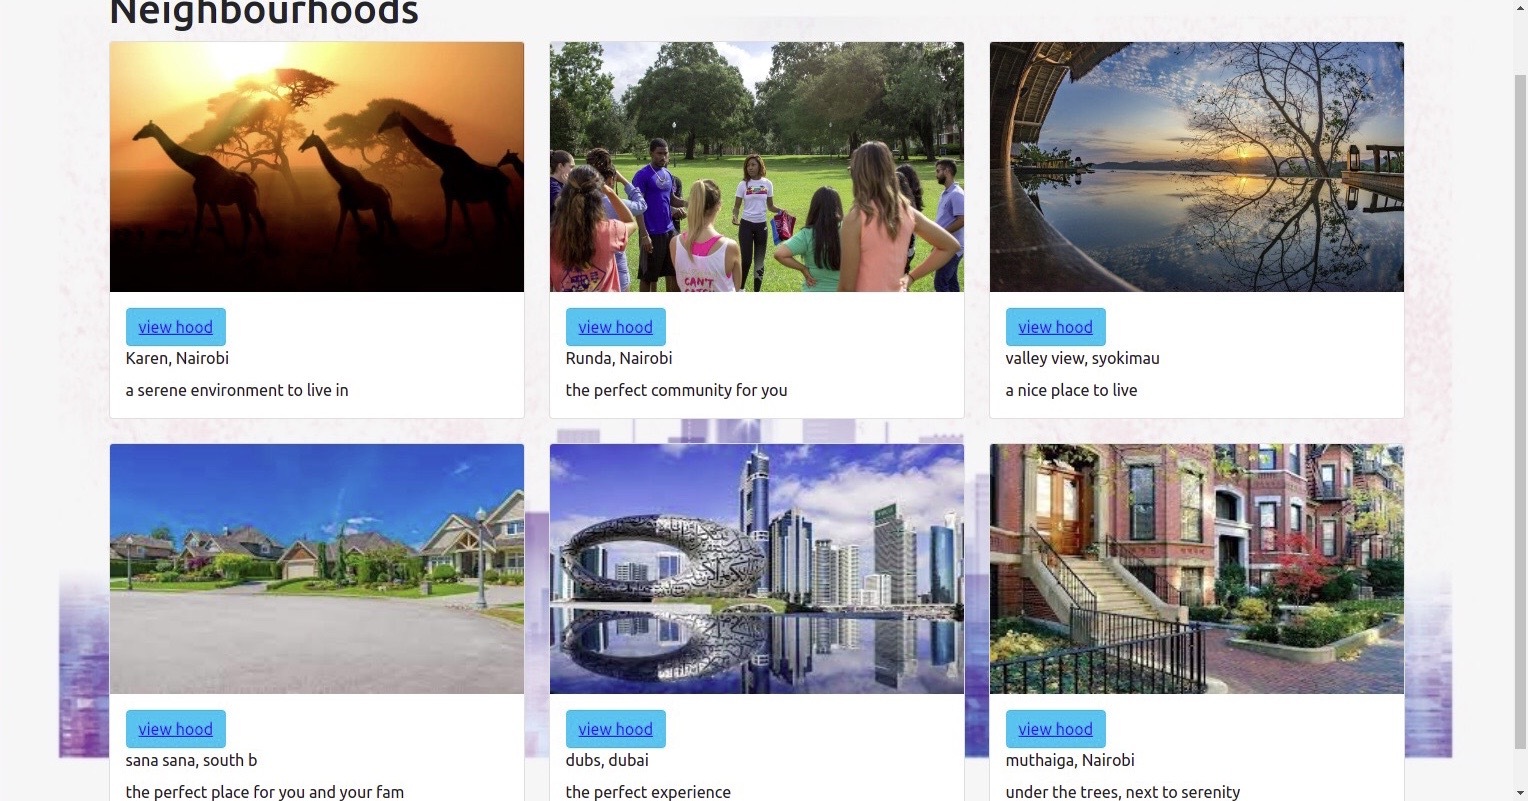 Neighbourhoods
CAN'T
view hood
view hood
view hood
Karen, Nairobi
Runda, Nairobi
valley view, syokimau
a serene environment to live in
the perfect community for you
a nice place to live
view hood
view hood
view hood
sana sana, south b
dubs, dubai
muthaiga, Nairobi
the perfect place for you and your fam
the perfect experience
under the trees, next to serenity